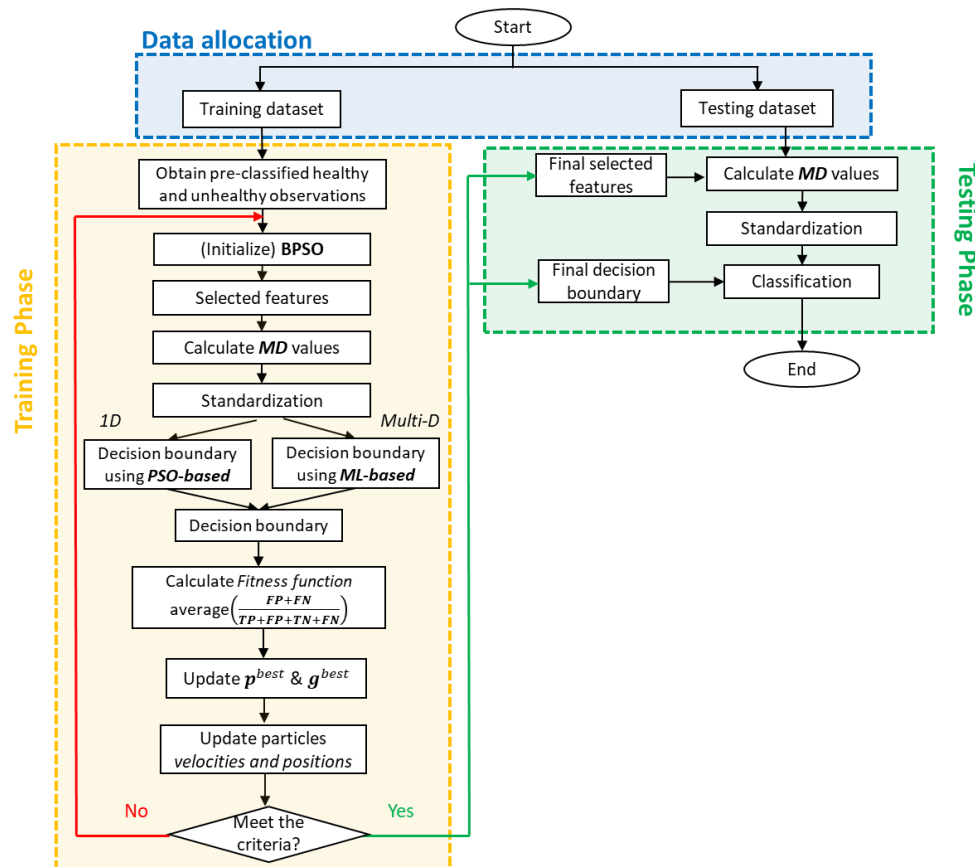 Start
Data allocation
Training dataset
Testing dataset
Training Phase
Obtain pre-classified healthy
and unhealthy observations
(Initialize) BPSO
Selected features
Calculate MD values
Standardization
1D
Multi-D
Decision boundary
using PSO-based
Decision boundary
using ML-based
Decision boundary
Calculate Fitness function
average(FP+FN / TP+FP+TN+FN)
Update p^best & g^best
Update particles
velocities and positions
Meet the
criteria?
No
Yes
Testing Phase
Final selected
features
Calculate MD values
Standardization
Final decision
boundary
Classification
End